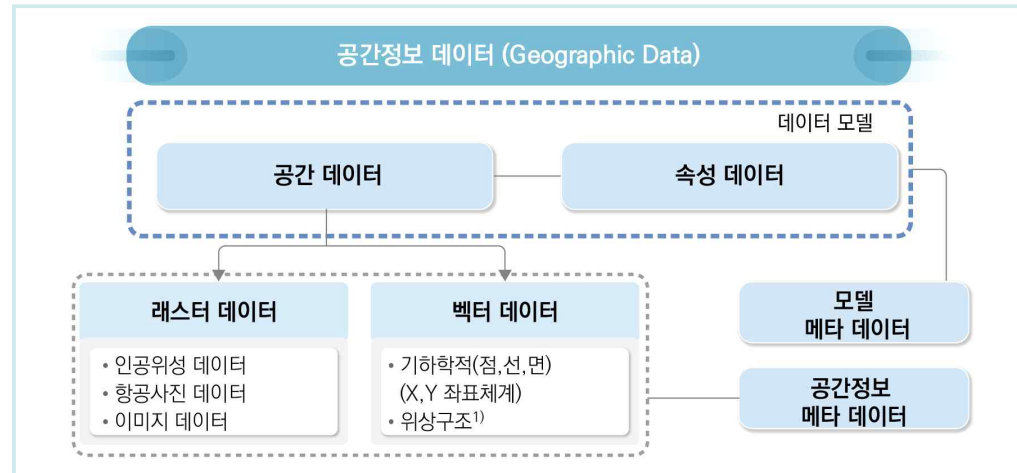 공간정보 데이터 (Geographic Data)
데이터 모델
공간 데이터
속성 데이터
래스터 데이터
• 인공위성 데이터
• 항공사진 데이터
• 이미지 데이터
벡터 데이터
• 기하학적(점,선,면)
(X,Y 좌표체계)
• 위상구조1)
모델
메타 데이터
공간정보
메타 데이터